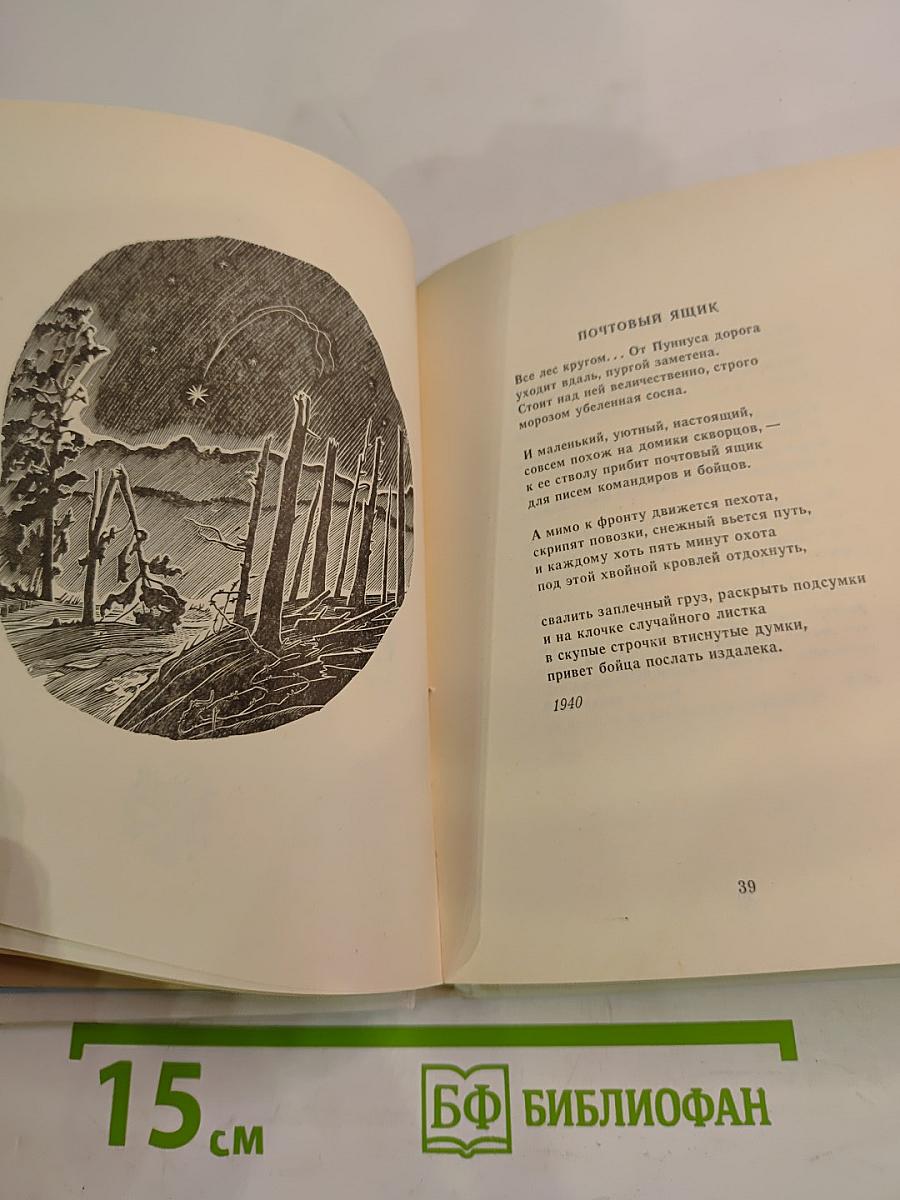 ПОЧТОВЫЙ ЯЩИК
Все лес кругом... От Пуннуса дорога
уходит вдаль, пургой заметена.
Стоит над ней величественно, строго
морозом убеленная сосна.
И маленький, уютный, настоящий,
совсем похож на домики скворцов, —
к ее стволу прибит почтовый ящик
для писем командиров и бойцов.
А мимо к фронту движется пехота,
скрипят повозки, снежный вьется путь,
и каждому хоть пять минут охота
под этой хвойной кровлей отдохнуть,
свалить заплечный груз, раскрыть подсумки
и на клочке случайного листка
в скупые строчки втиснутые думки,
привет бойца послать издалека.
1940
39
15 см
БФ БИБЛИОФАН